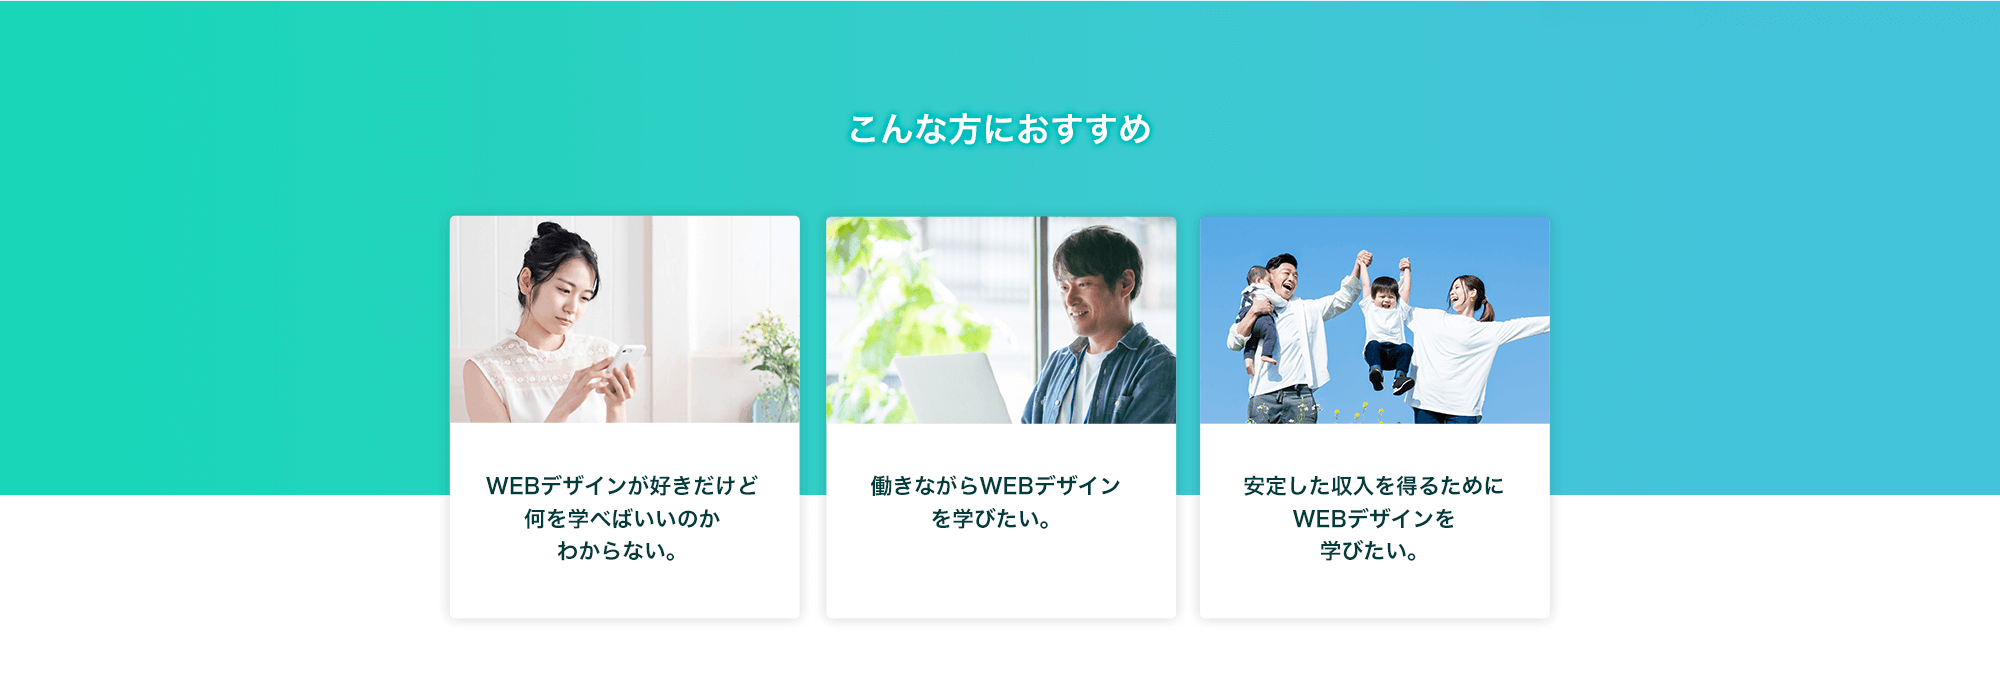 こんな方におすすめ
WEBデザインが好きだけど
何を学べばいいのか
わからない。
働きながらWEBデザイン
を学びたい。
安定した収入を得るために
WEBデザインを
学びたい。